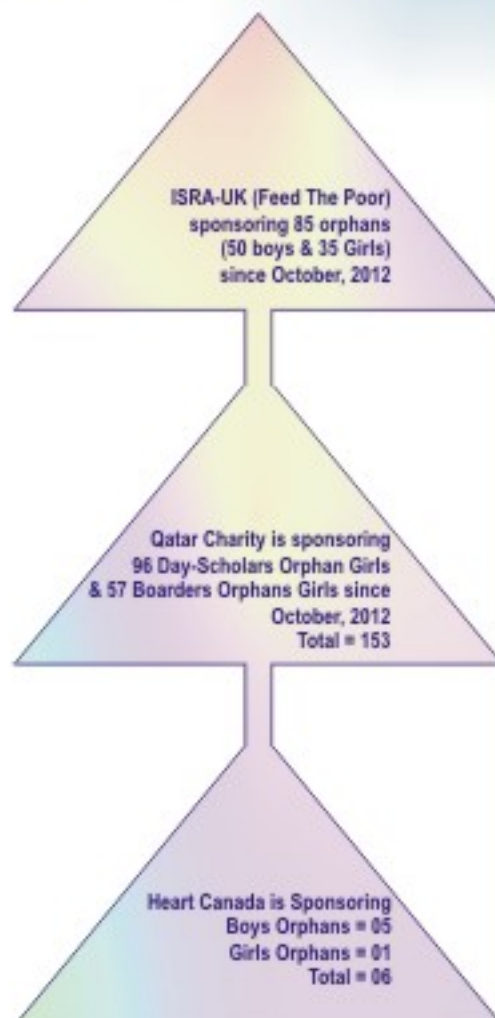 ISRA-UK (Feed The Poor)
sponsoring 85 orphans
(50 boys & 35 Girls)
since October, 2012
Qatar Charity is sponsoring
96 Day-Scholars Orphan Girls
& 57 Boarders Orphans Girls since
October, 2012
Total = 153
Heart Canada is Sponsoring
Boys Orphans = 05
Girls Orphans = 01
Total = 06